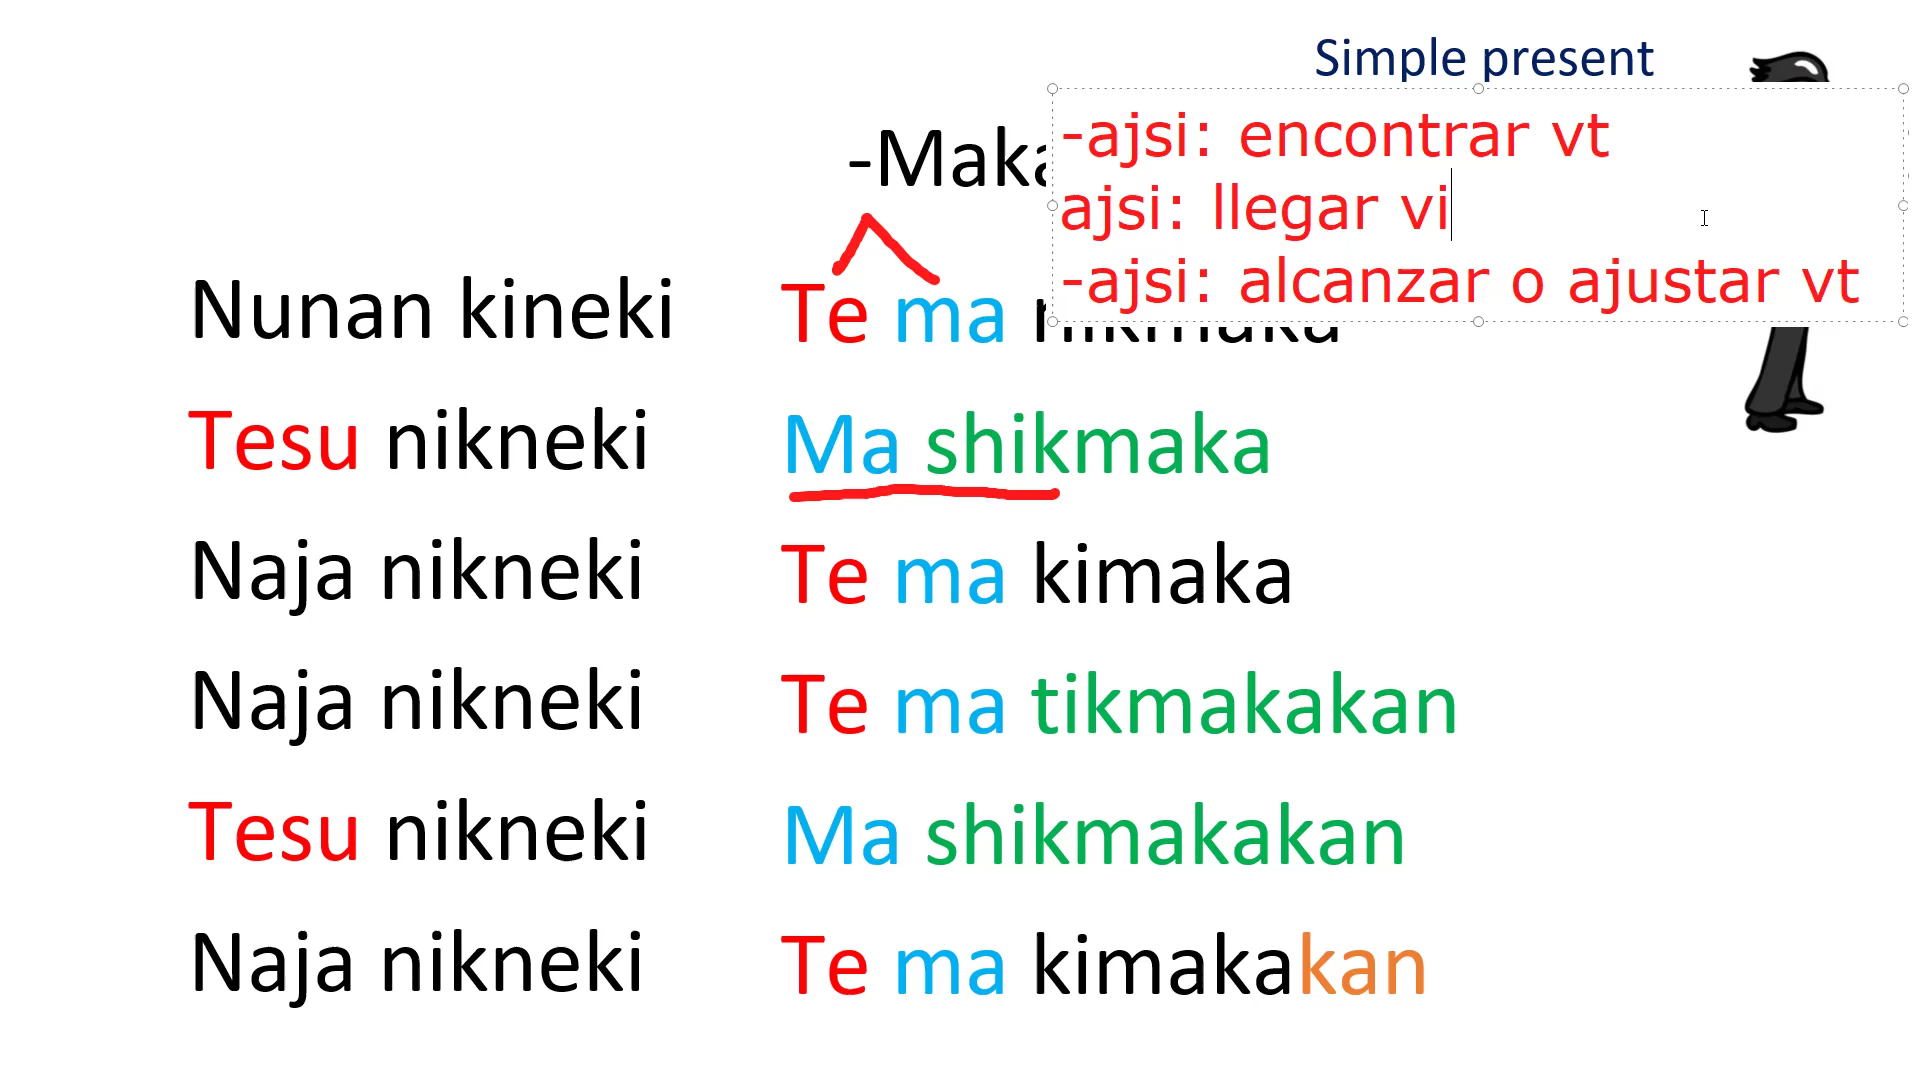 Simple present
-ajsi: encontrar vt
ajsi: llegar vi
-ajsi: alcanzar o ajustar vt
-Maka
Nunan kineki Te ma nikmaka
Tesu nikneki Ma shikmaka
Naja nikneki Te ma kimaka
Naja nikneki Te ma tikmakakan
Tesu nikneki Ma shikmakakan
Naja nikneki Te ma kimakakan